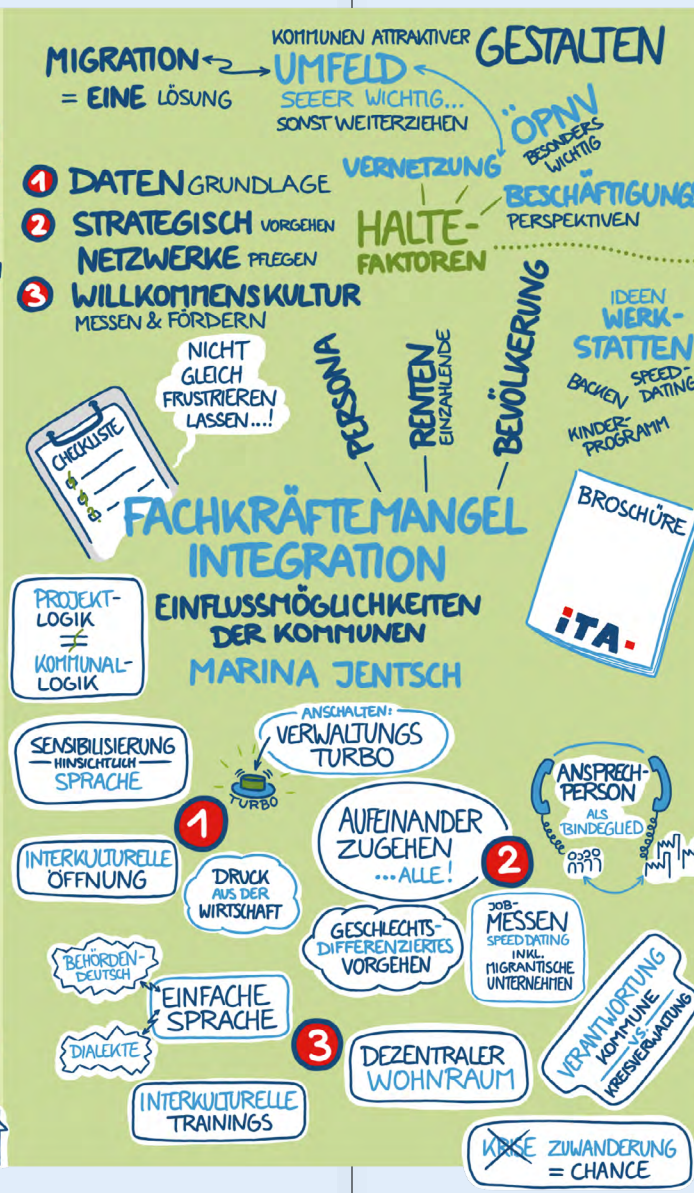 MIGRATION
= EINE LÖSUNG
KOMMUNEN ATTRAKTIVER GESTALTEN
UMFELD
SEEER WICHTIG...
SONST WEITERZIEHEN
ÖPNV
BESONDERS
WICHTIG
VERNETZUNG
BESCHÄFTIGUNGS
PERSPEKTIVEN
HALTE-
FAKTOREN
1 DATENGRUNDLAGE
2 STRATEGISCH VORGEHEN
NETZWERKE PFLEGEN
3 WILLKOMMENSKULTUR
MESSEN & FÖRDERN
NICHT
GLEICH
FRUSTRIEREN
LASSEN...!
CHECKLISTE
PERSONA
RENTEN
EINZAHLENDE
BEVÖLKERUNG
IDEEN
WERK-
STATTEN
BACKEN
SPEED-
DATING
KINDER-
PROGRAMM
BROSCHÜRE
iTA.
FACHKRÄFTEMANGEL
INTEGRATION
EINFLUSSMÖGLICHKEITEN
DER KOMMUNEN
MARINA JENTSCH
PROJEKT-
LOGIK
≠
KOMMUNAL-
LOGIK
SENSIBILISIERUNG
HINSICHTLICH
SPRACHE
ANSCHALTEN:
VERWALTUNGS
TURBO
TURBO
1
INTERKULTURELLE
ÖFFNUNG
DRUCK
AUS DER
WIRTSCHAFT
AUFEINANDER
ZUGEHEN
...ALLE!
2
GESCHLECHTS-
DIFFERENZIERTES
VORGEHEN
JOB-
MESSEN
SPEEDDATING
INKL.
MIGRANTISCHE
UNTERNEHMEN
ANSPRECH-
PERSON
ALS
BINDEGLIED
BEHÖRDEN-
DEUTSCH
DIALEKTE
EINFACHE
SPRACHE
3
DEZENTRALER
WOHNRAUM
INTERKULTURELLE
TRAININGS
VERANTWORTUNG
KOMMUNE
VS.
KREISVERWALTUNG
KRISE ZUWANDERUNG
= CHANCE